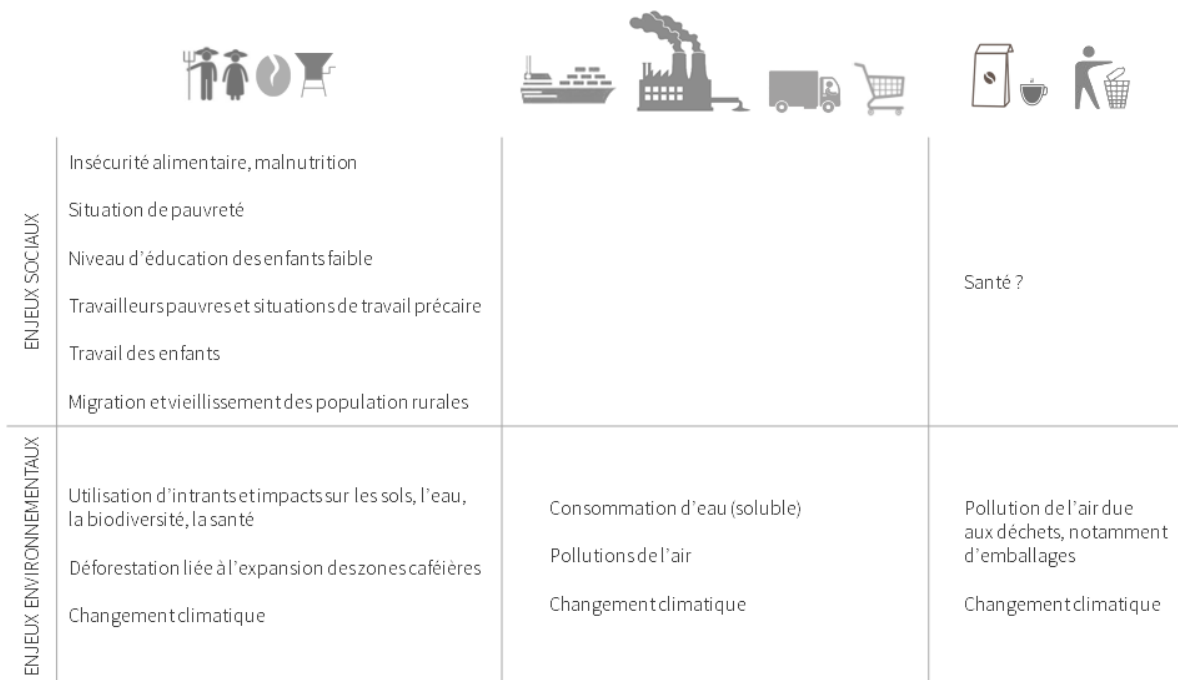 ENJEUX SOCIAUX
Insécurité alimentaire, malnutrition
Situation de pauvreté
Niveau d'éducation des enfants faible
Travailleurs pauvres et situations de travail précaire
Travail des enfants
Migration et vieillissement des population rurales
Santé ?
ENJEUX ENVIRONNEMENTAUX
Utilisation d'intrants et impacts sur les sols, l'eau,
la biodiversité, la santé
Déforestation liée à l'expansion des zones caféières
Changement climatique
Consommation d'eau (soluble)
Pollutions de l'air
Changement climatique
Pollution de l'air due
aux déchets, notamment
d'emballages
Changement climatique